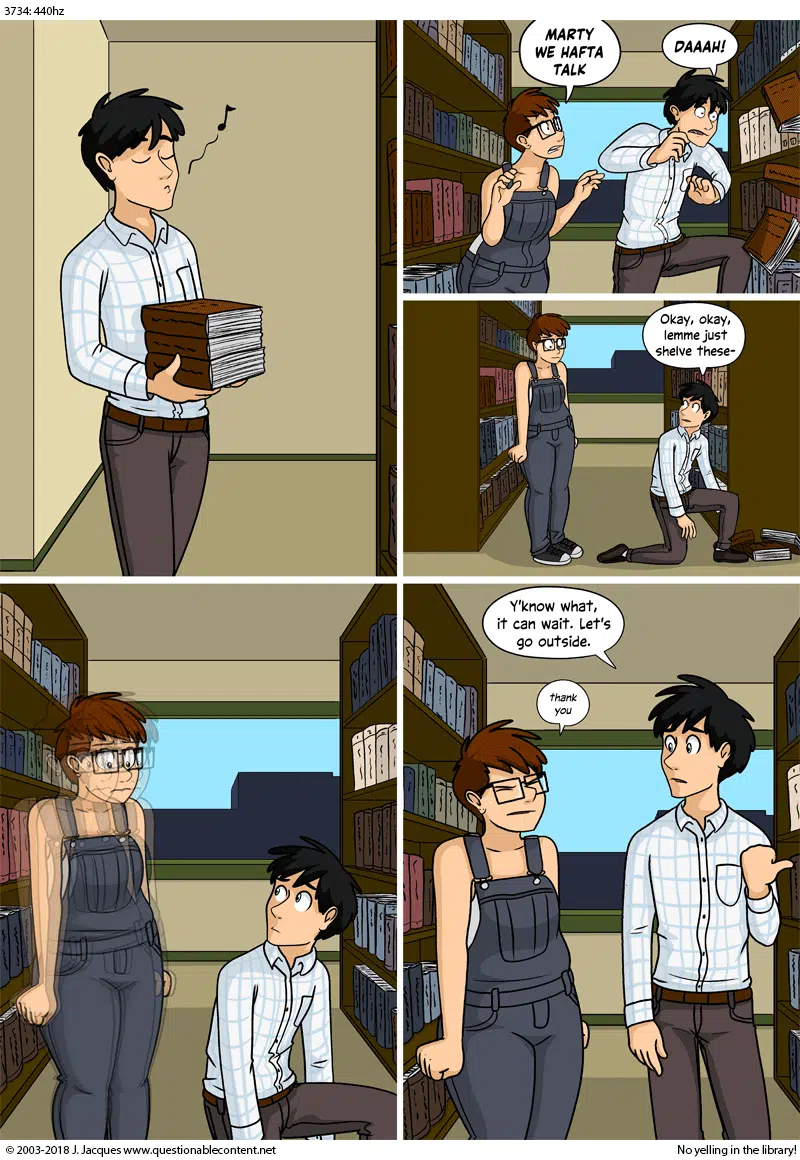 3734: 440hz
MARTY
WE HAFTA
TALK
DAAAH!
Okay, okay,
lemme just
shelve these-
Y'know what,
it can wait. Let's
go outside.
thank
you
© 2003-2018 J. Jacques www.questionablecontent.net
No yelling in the library!